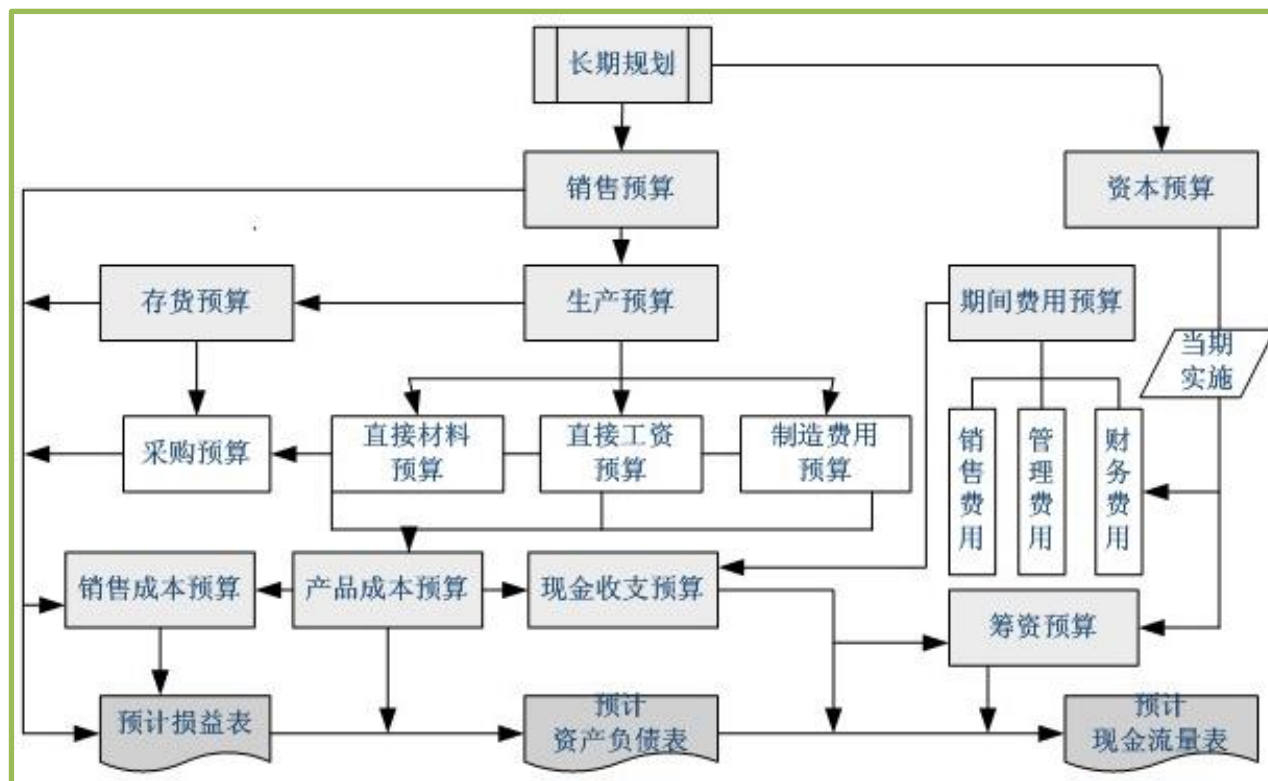 长期规划
销售预算
资本预算
存货预算
生产预算
期间费用预算
当期
实施
采购预算
直接材料
预算
直接工资
预算
制造费用
预算
销售费用
管理费用
财务费用
销售成本预算
产品成本预算
现金收支预算
筹资预算
预计损益表
预计
资产负债表
预计
现金流量表